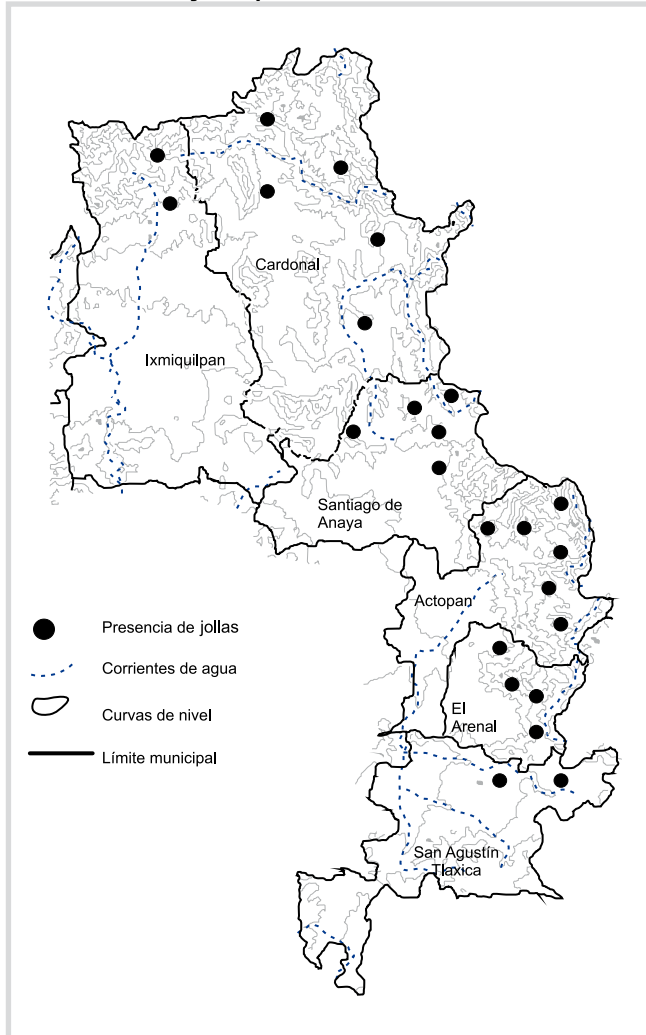 Cardonal
Ixmiquilpan
Santiago de
Anaya
Actopan
El
Arenal
San Agustín
Tlaxica
Presencia de jollas
Corrientes de agua
Curvas de nivel
Límite municipal